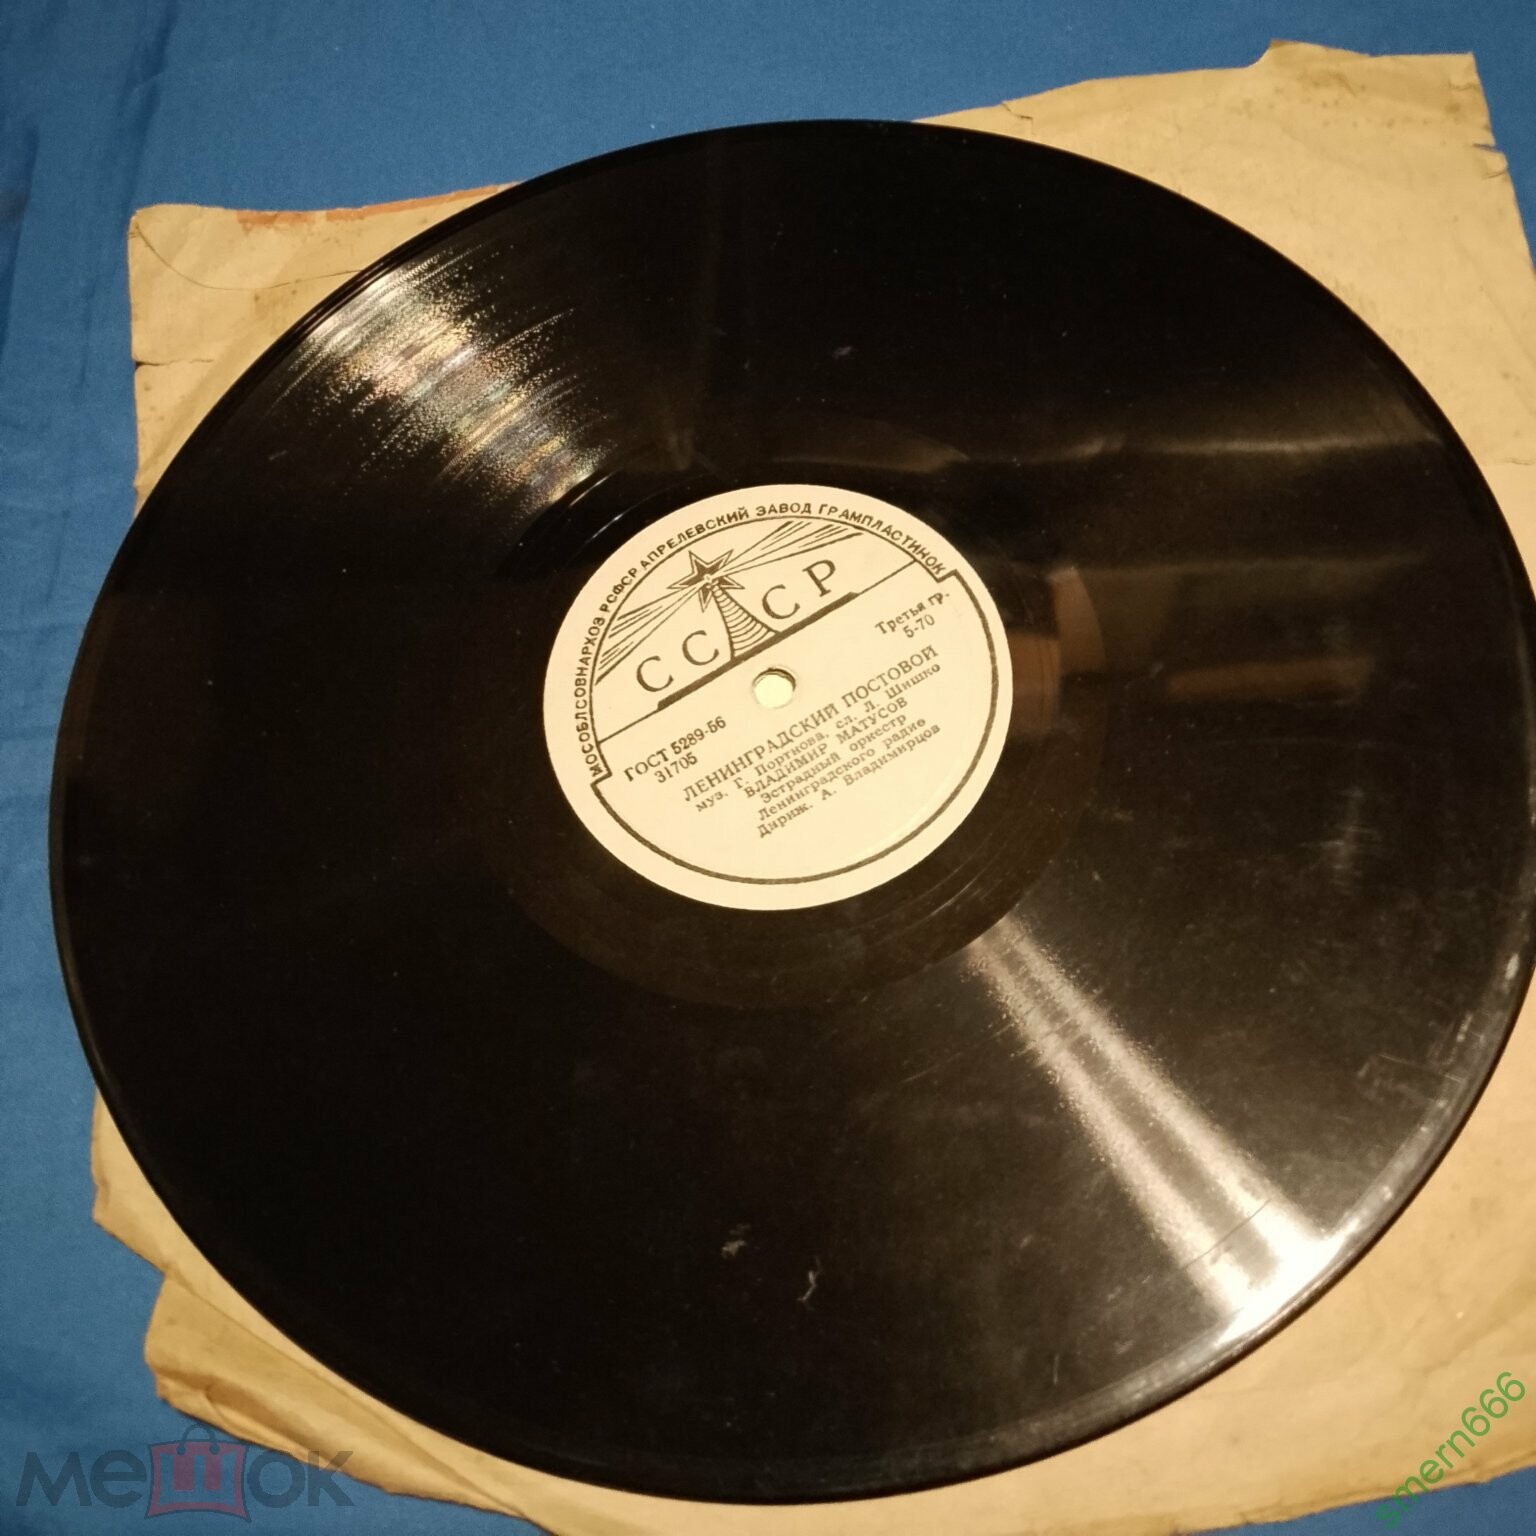 МОСОБЛСОВНАРХОЗ РСФСР АПРЕЛЕВСКИЙ ЗАВОД ГРАМПЛАСТИНОК
СССР
Третья гр.
5-70
ГОСТ 5289-56
31705
ЛЕНИНГРАДСКИЙ ПОСТОВОЙ
муз. Г. Портнова, сл. Л. Шишко
ВЛАДИМИР МАТУСОВ
Эстрадный оркестр
Ленинградского радио
Дириж. А. Владимирцов
мешок
smern666